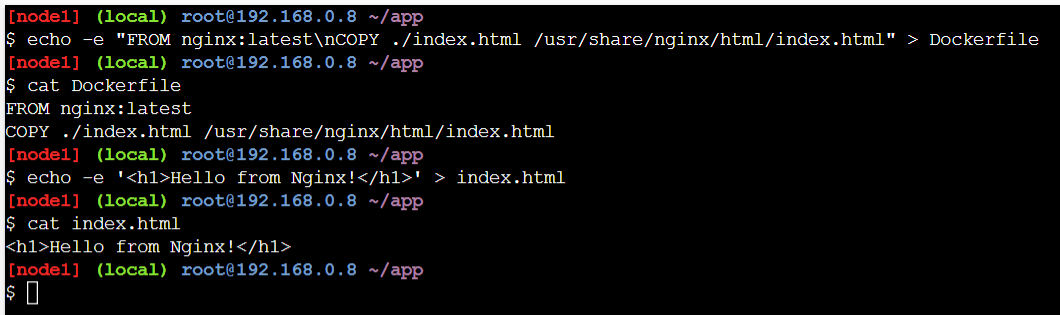 [node1] (local) root@192.168.0.8 ~/app
$ echo -e "FROM nginx:latest\nCOPY ./index.html /usr/share/nginx/html/index.html" > Dockerfile
[node1] (local) root@192.168.0.8 ~/app
$ cat Dockerfile
FROM nginx:latest
COPY ./index.html /usr/share/nginx/html/index.html
[node1] (local) root@192.168.0.8 ~/app
$ echo -e '<h1>Hello from Nginx!</h1>' > index.html
[node1] (local) root@192.168.0.8 ~/app
$ cat index.html
<h1>Hello from Nginx!</h1>
[node1] (local) root@192.168.0.8 ~/app
$